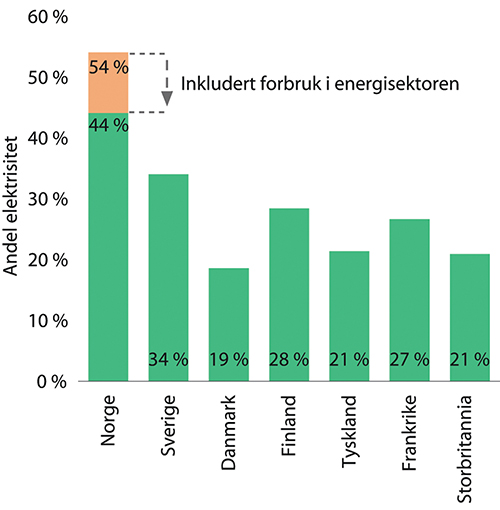 60 %
54 %
50 %
Inkludert forbruk i energisektoren
44 %
40 %
30 %
20 %
10 %
0 %
Andel elektrisitet
34 %
19 %
28 %
21 %
27 %
21 %
Norge
Sverige
Danmark
Finland
Tyskland
Frankrike
Storbritannia